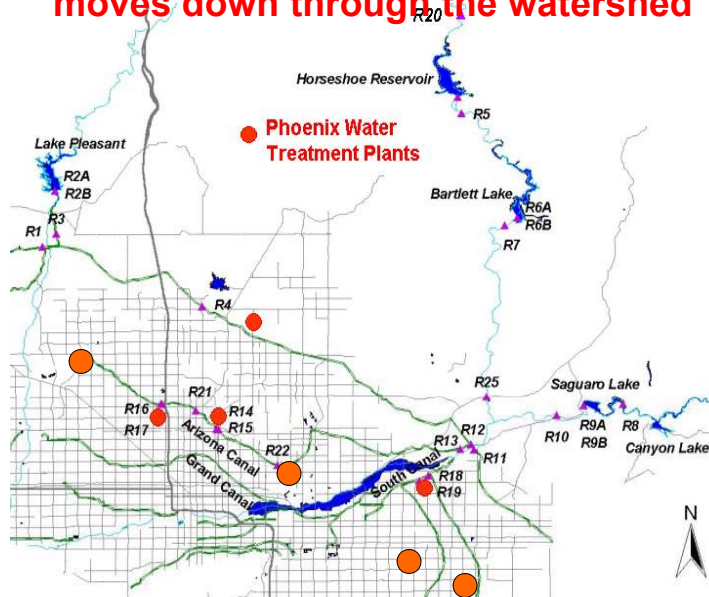 moves down through the watershed
R20
Horseshoe Reservoir
R5
Phoenix Water
Treatment Plants
Lake Pleasant
R2A
R2B
Bartlett Lake
R6A
R6B
R3
R1
R7
R4
R25
Saguaro Lake
R21
R16
R14
R17
R15
Arizona Canal
R12
R13
R10
R9A
R8
R9B
R11
Canyon Lake
R22
Grand Canal
South Canal
R18
R19
N